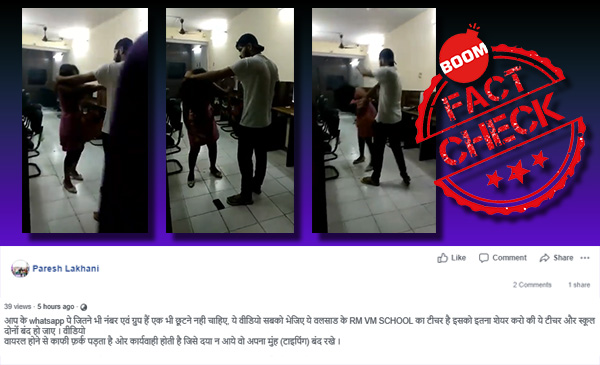 BOOM
FACT
CHECK
Like Comment Share
Paresh Lakhani
2 Comments 1 share
39 views · 5 hours ago ·
आप के whatsapp पे जितने भी नंबर एवं ग्रुप हैं एक भी छूटने नही चाहिए, ये वीडियो सबको भेजिए ये वलसाड के RM VM SCHOOL का टीचर है इसको इतना शेयर करो की ये टीचर और स्कूल
दोनों बंद हो जाए । वीडियो
वायरल होने से काफी फ़र्क पड़ता है ओर कार्यवाही होती है जिसे दया न आये वो अपना मुंह (टाइपिंग) बंद रखे ।